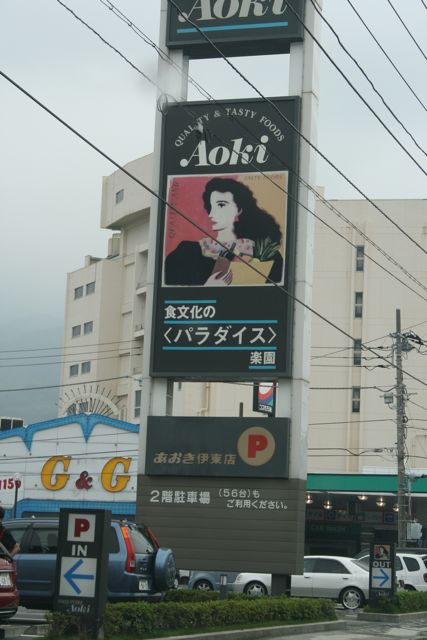 Aoki
QUALITY & TASTY FOODS
Aoki
食文化の
〈パラダイス〉
楽園
あおき伊東店
P
2階駐車場（56台）も
ご利用ください。
G & G
P
IN
Aoki
OUT